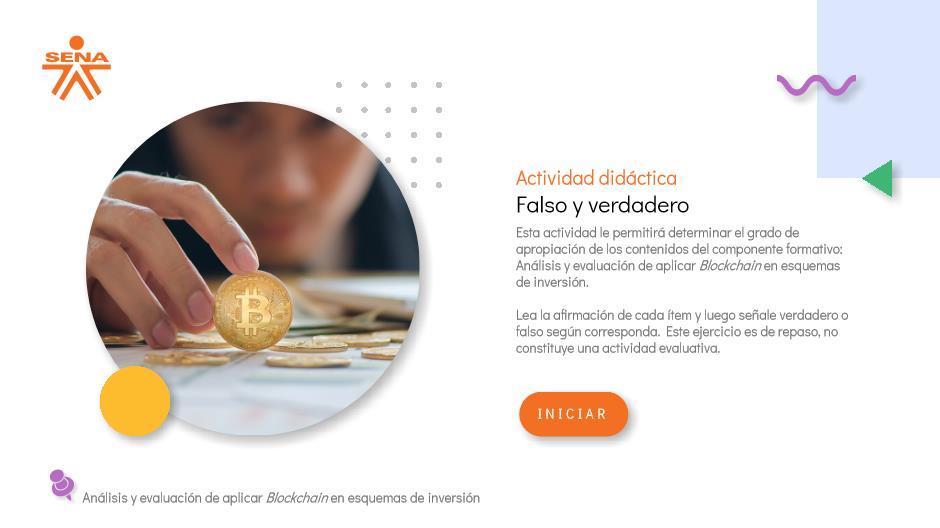 SENA
Actividad didáctica
Falso y verdadero
Esta actividad le permitirá determinar el grado de
apropiación de los contenidos del componente formativo:
Análisis y evaluación de aplicar Blockchain en esquemas
de inversión.
Lea la afirmación de cada ítem y luego señale verdadero o
falso según corresponda. Este ejercicio es de repaso, no
constituye una actividad evaluativa.
INICIAR
Análisis y evaluación de aplicar Blockchain en esquemas de inversión